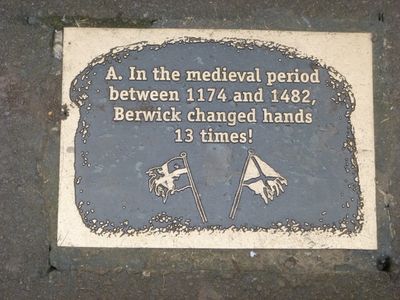 A. In the medieval period
between 1174 and 1482,
Berwick changed hands
13 times!